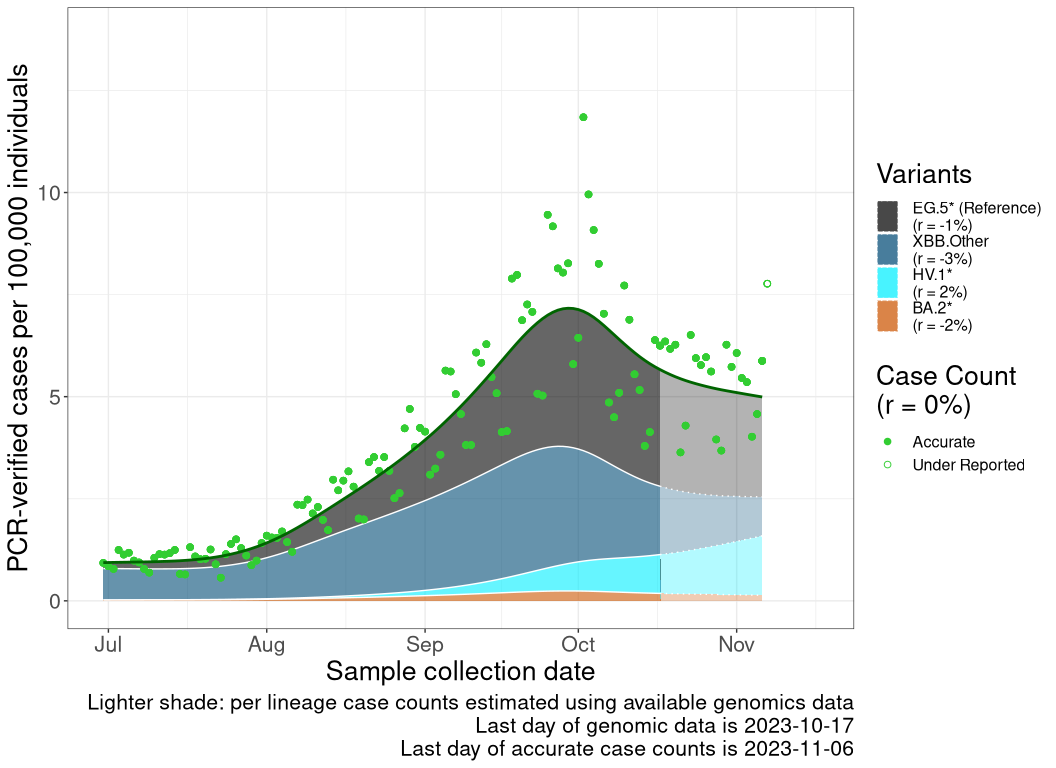 PCR-verified cases per 100,000 individuals
10
5
0
Jul Aug Sep Oct Nov
Sample collection date
Lighter shade: per lineage case counts estimated using available genomics data
Last day of genomic data is 2023-10-17
Last day of accurate case counts is 2023-11-06
Variants
EG.5* (Reference)
(r = -1%)
XBB.Other
(r = -3%)
HV.1*
(r = 2%)
BA.2*
(r = -2%)
Case Count
(r = 0%)
Accurate
Under Reported